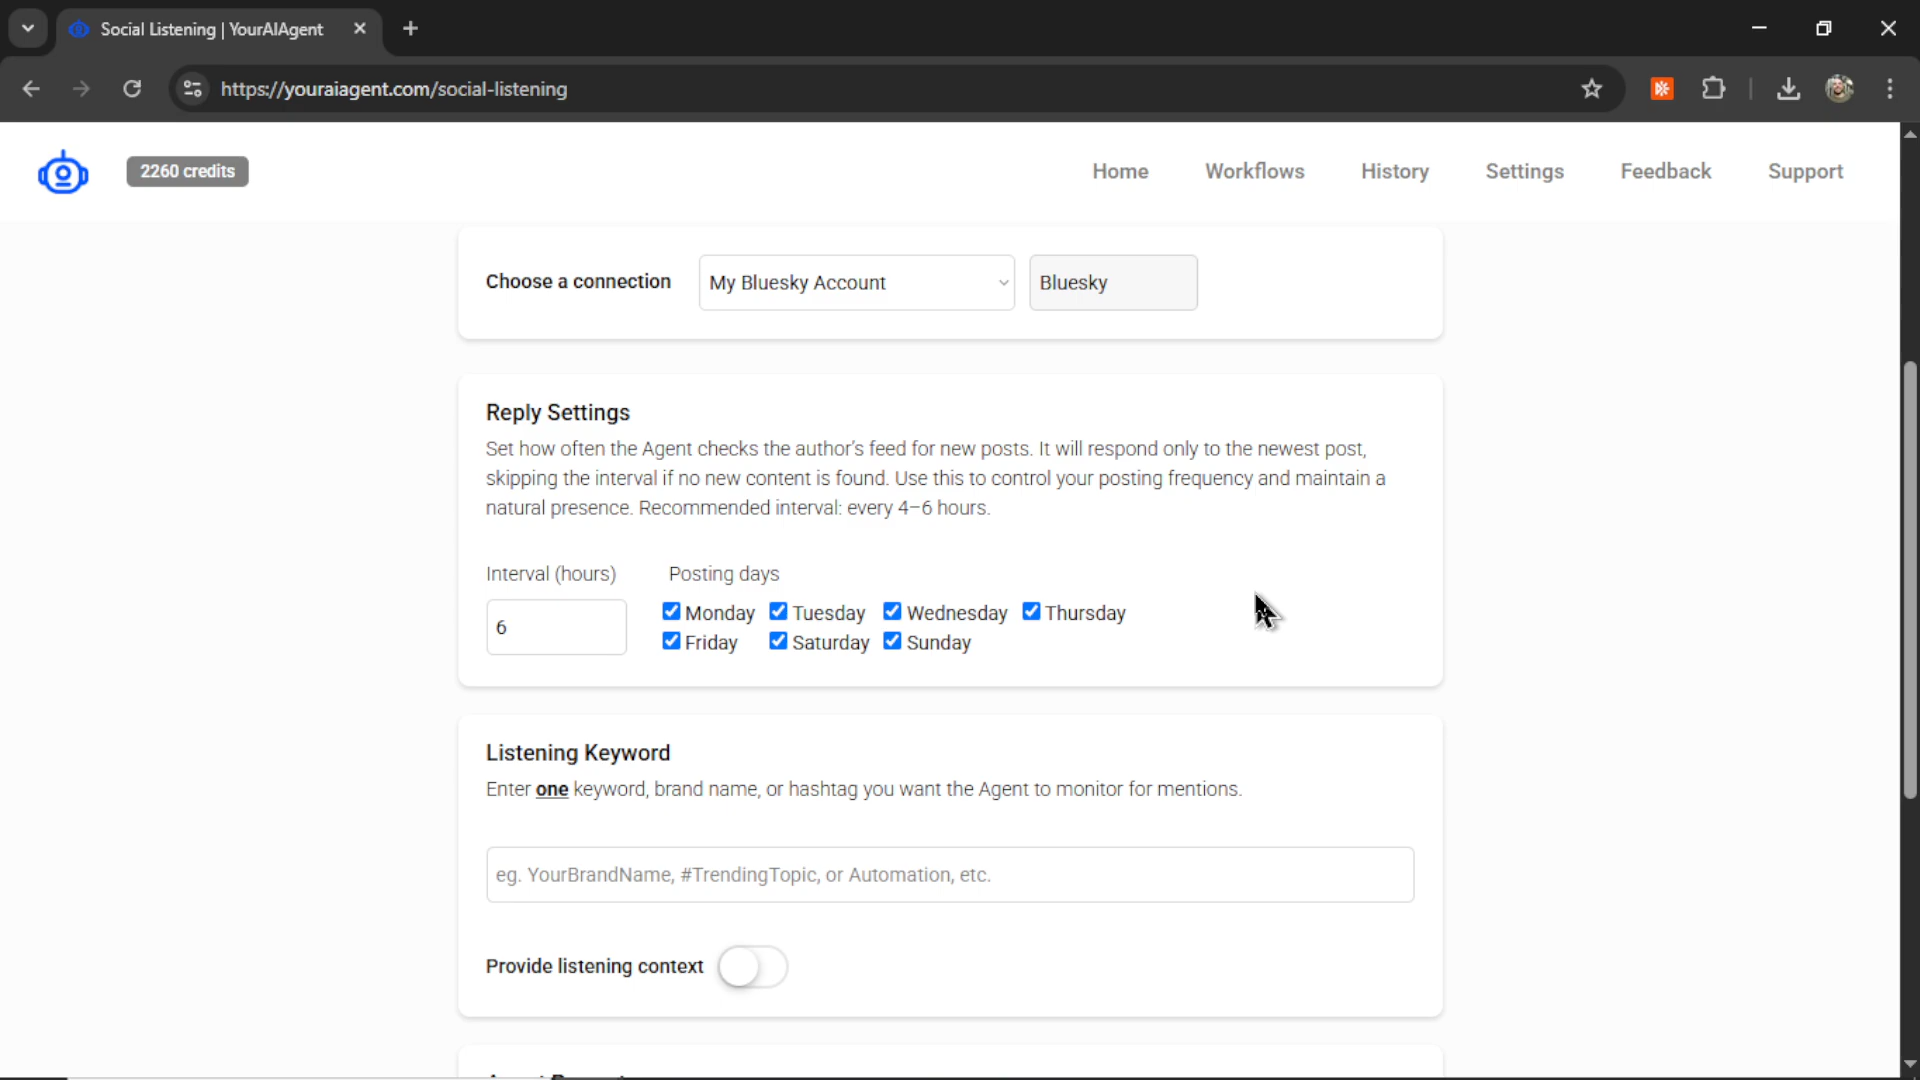 Social Listening | YourAIAgent
https://youraiagent.com/social-listening
2260 credits
Home
Workflows
History
Settings
Feedback
Support
Choose a connection
My Bluesky Account
Bluesky
Reply Settings
Set how often the Agent checks the author's feed for new posts. It will respond only to the newest post,
skipping the interval if no new content is found. Use this to control your posting frequency and maintain a
natural presence. Recommended interval: every 4–6 hours.
Interval (hours)
Posting days
6
Monday
Tuesday
Wednesday
Thursday
Friday
Saturday
Sunday
Listening Keyword
Enter one keyword, brand name, or hashtag you want the Agent to monitor for mentions.
eg. YourBrandName, #TrendingTopic, or Automation, etc.
Provide listening context